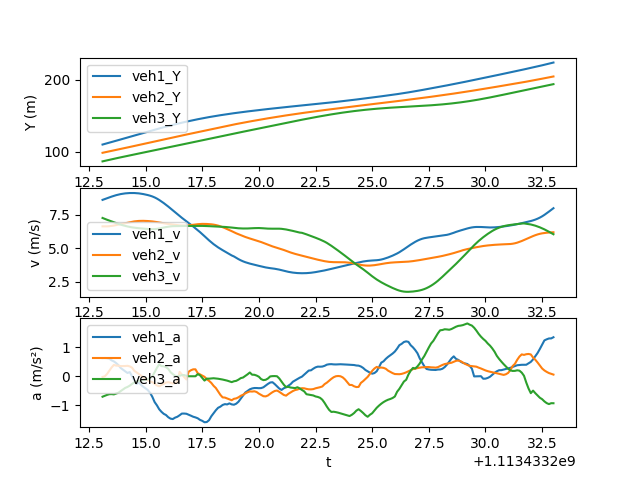 200
100
Y (m)
veh1_Y
veh2_Y
veh3_Y
12.5 15.0 17.5 20.0 22.5 25.0 27.5 30.0 32.5
7.5
5.0
2.5
v (m/s)
veh1_v
veh2_v
veh3_v
12.5 15.0 17.5 20.0 22.5 25.0 27.5 30.0 32.5
1
0
−1
a (m/s²)
veh1_a
veh2_a
veh3_a
12.5 15.0 17.5 20.0 22.5 25.0 27.5 30.0 32.5
t
+1.1134332e9